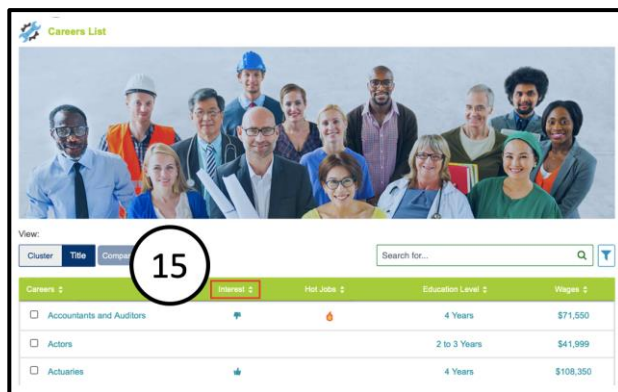 Careers List
View:
Cluster Title Compa
15
Search for...
Careers Interest Hot Jobs Education Level Wages
Accountants and Auditors 4 Years $71,550
Actors 2 to 3 Years $41,999
Actuaries 4 Years $108,350